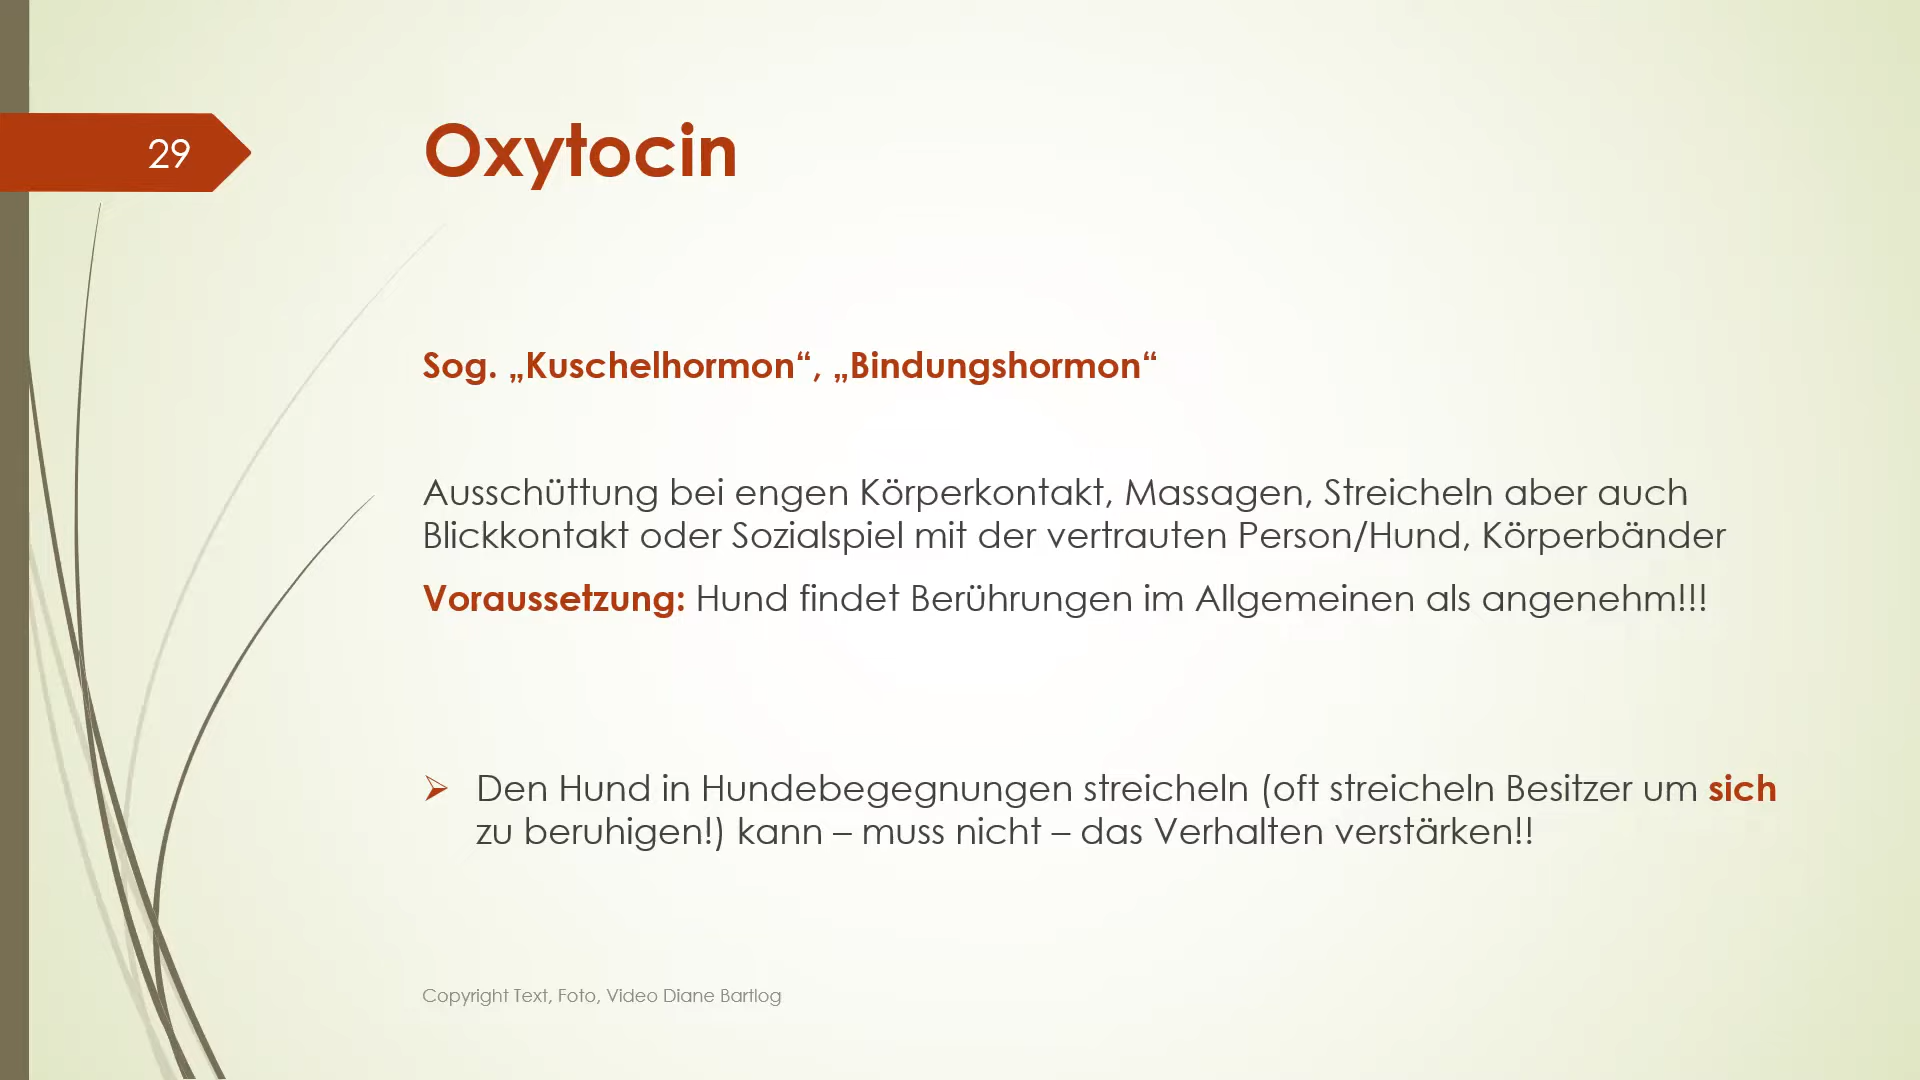 29
Oxytocin
Sog. „Kuschelhormon“, „Bindungshormon“
Ausschüttung bei engen Körperkontakt, Massagen, Streicheln aber auch
Blickkontakt oder Sozialspiel mit der vertrauten Person/Hund, Körperbänder
Voraussetzung: Hund findet Berührungen im Allgemeinen als angenehm!!!
Den Hund in Hundebegegnungen streicheln (oft streicheln Besitzer um sich
zu beruhigen!) kann – muss nicht – das Verhalten verstärken!!
Copyright Text, Foto, Video Diane Bartlog